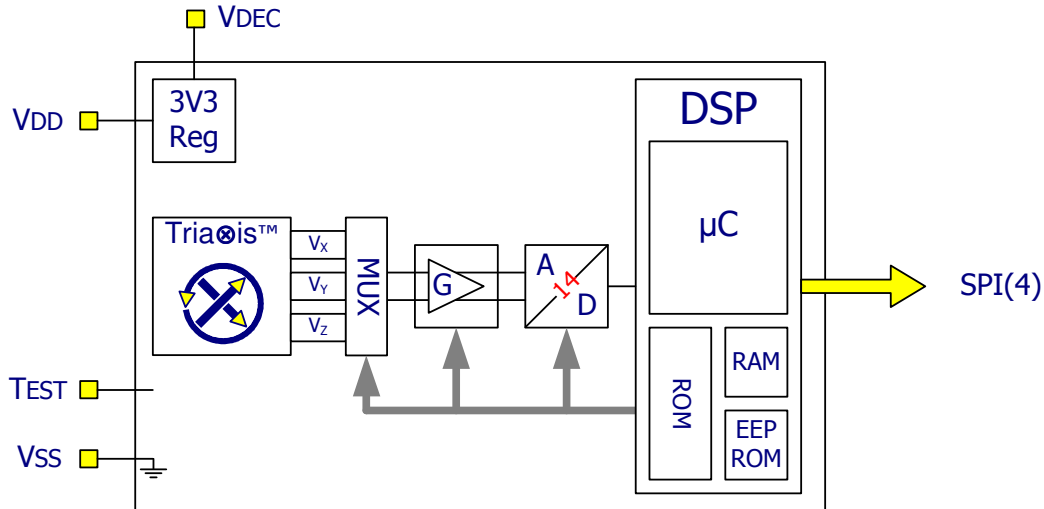 VDEC
VDD
3V3
Reg
DSP
µC
Tria⊗is™
VX
VY
VZ
MUX
G
A
14
D
SPI(4)
TEST
VSS
ROM
RAM
EEP
ROM